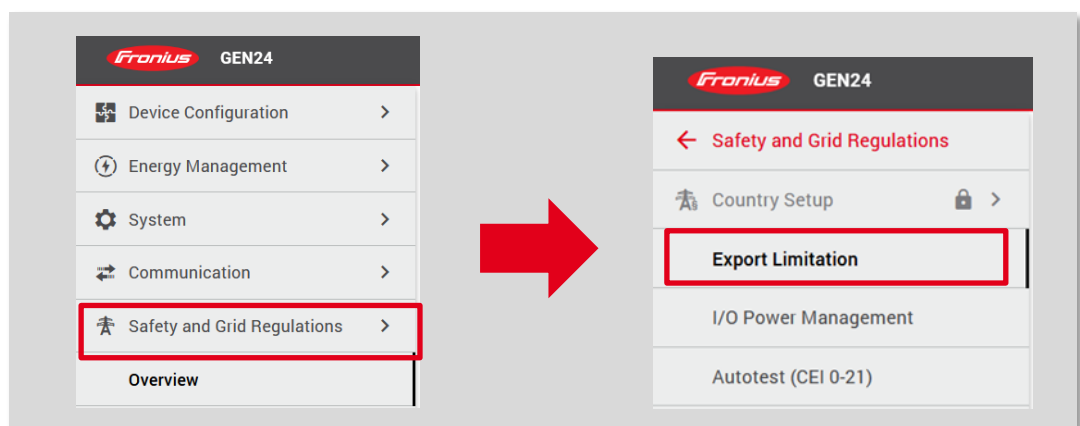 Fronius GEN24
Device Configuration
Energy Management
System
Communication
Safety and Grid Regulations
Overview
Fronius GEN24
Safety and Grid Regulations
Country Setup
Export Limitation
I/O Power Management
Autotest (CEI 0-21)